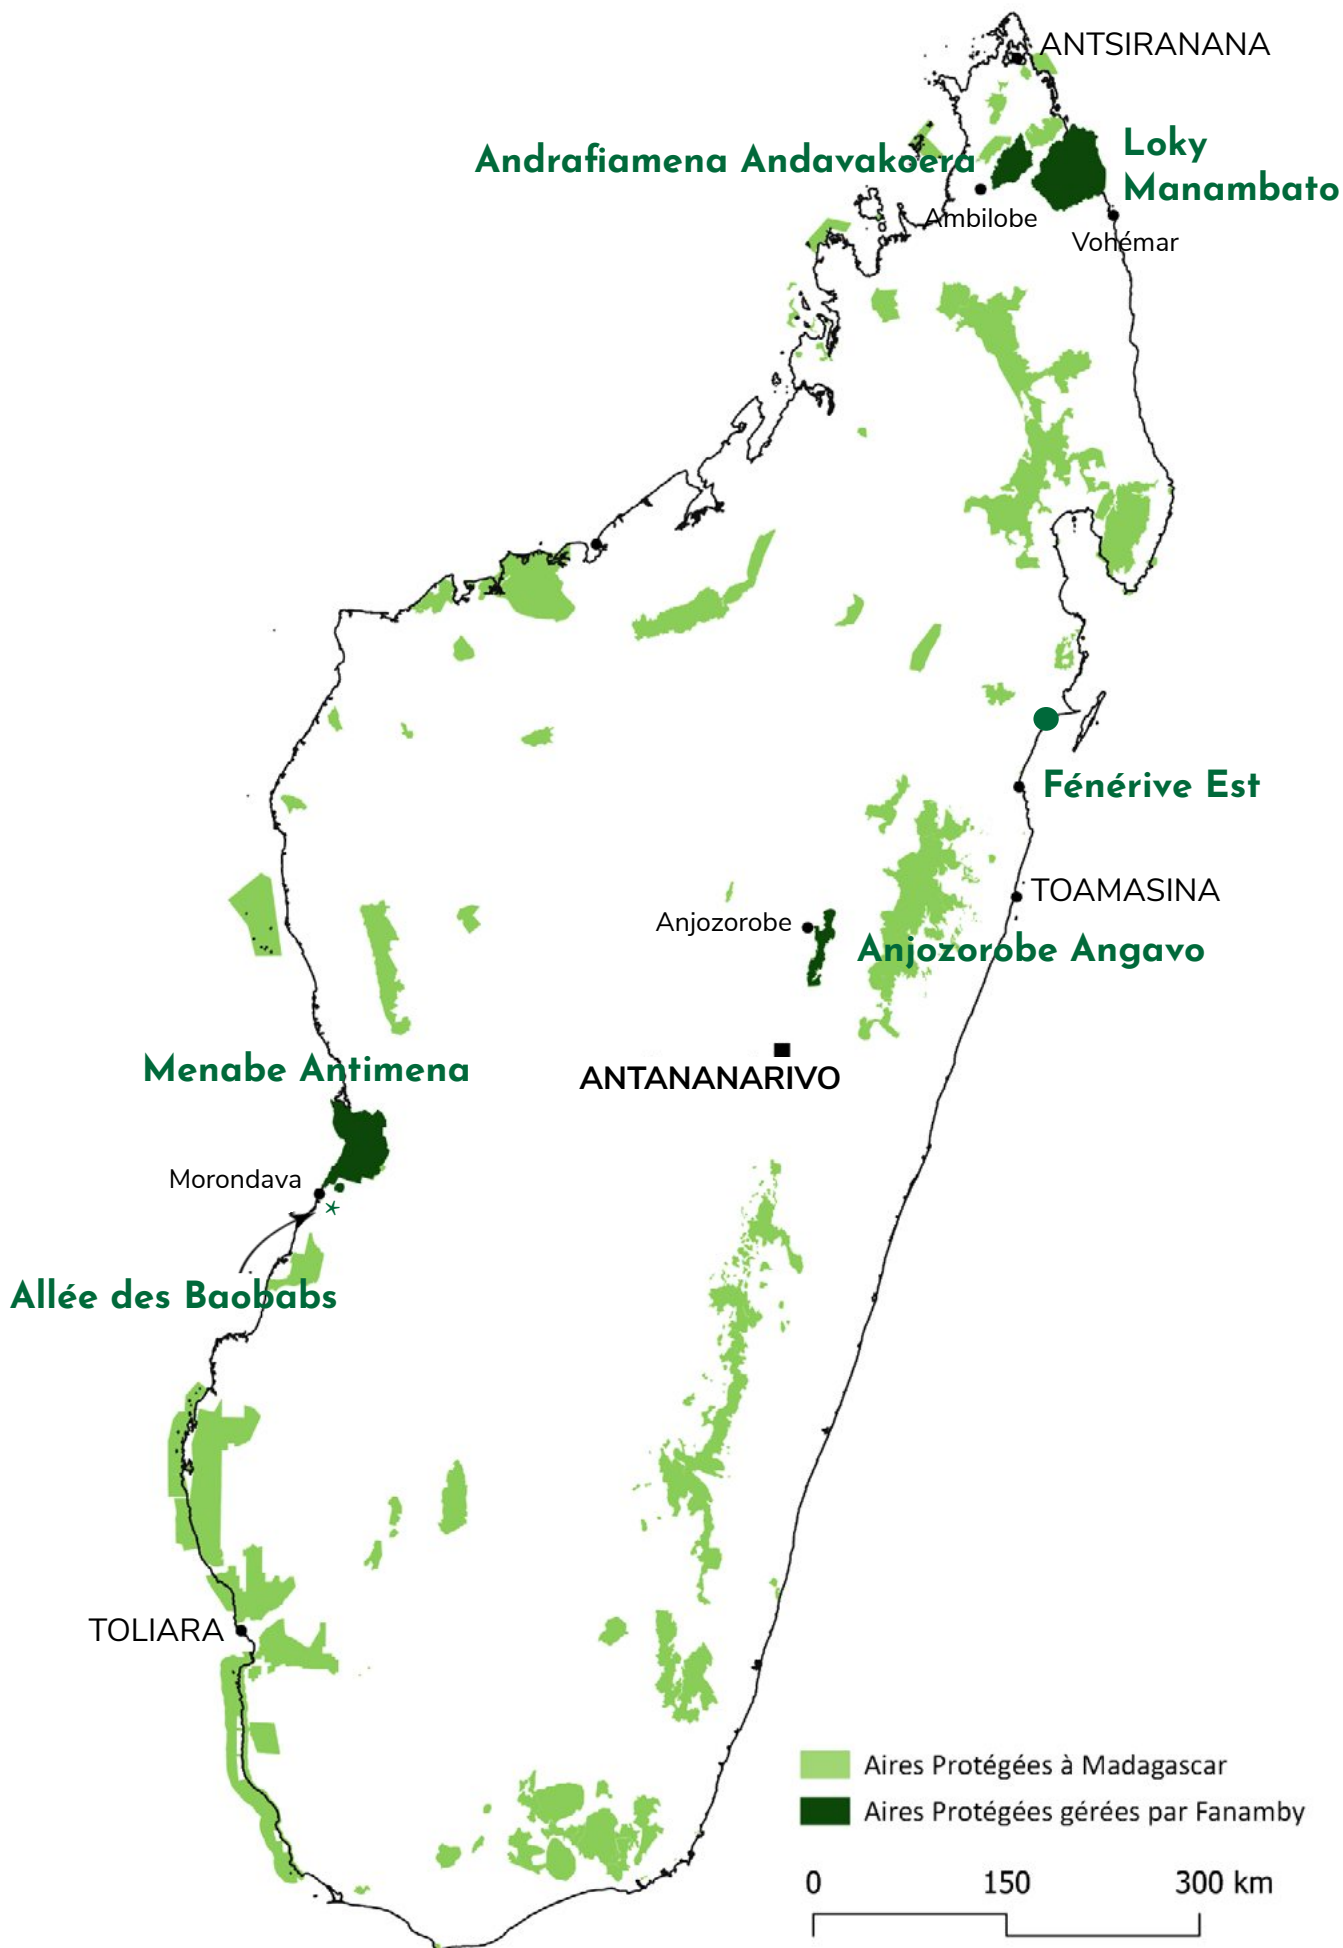 ANTSIRANANA
Andrafiamena Andavakoera
Loky
Manambato
Ambilobe
Vohémar
Fénérive Est
TOAMASINA
Anjozorobe
Anjozorobe Angavo
Menabe Antimena
ANTANANARIVO
Morondava
*
Allée des Baobabs
TOLIARA
Aires Protégées à Madagascar
Aires Protégées gérées par Fanamby
0 150 300 km